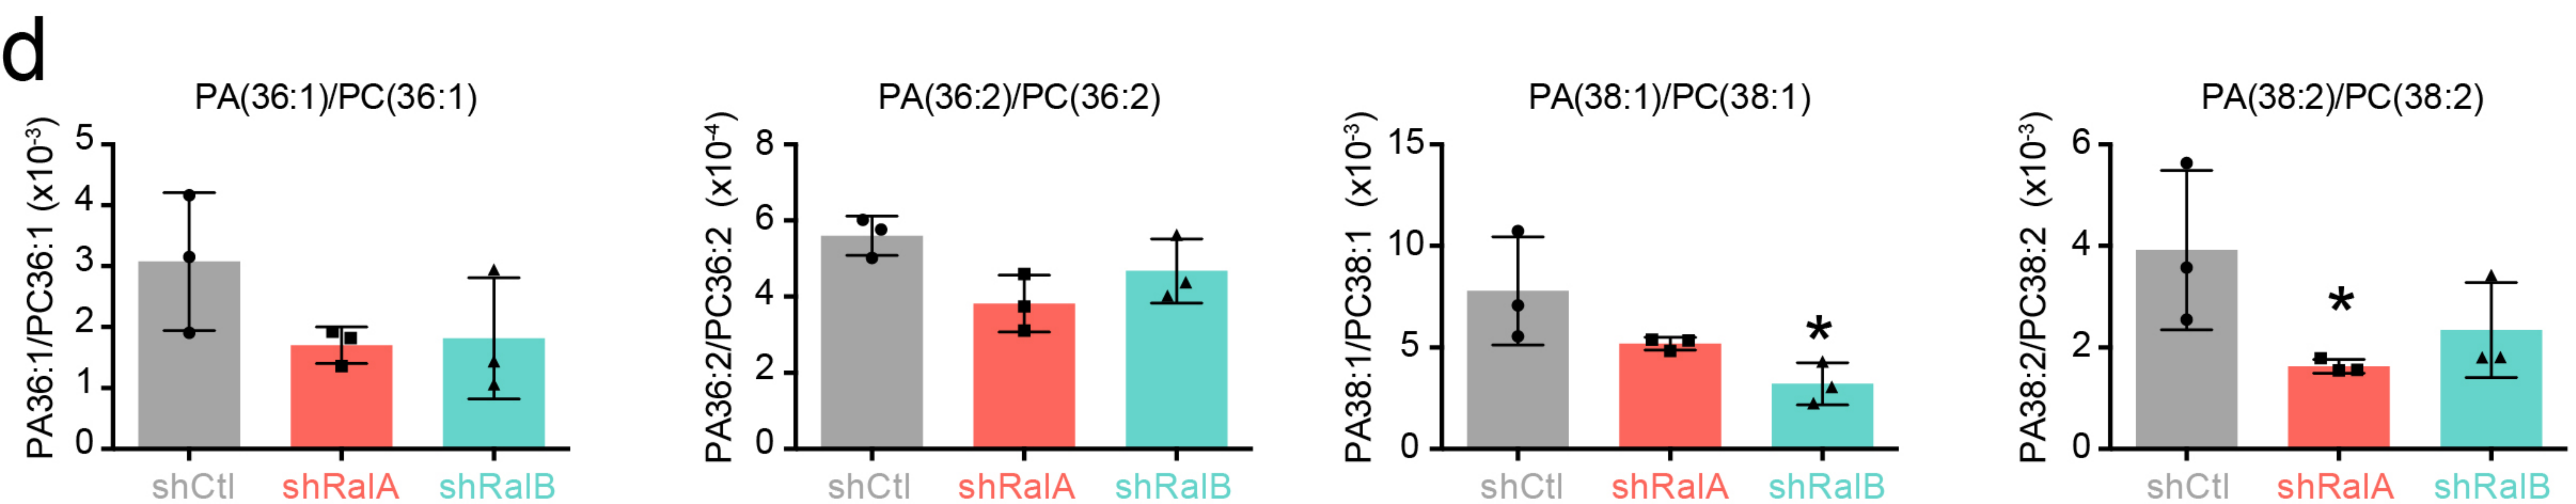 d
PA(36:1)/PC(36:1)
PA36:1/PC36:1 (x10⁻³)
5
4
3
2
1
0
shCtl shRalA shRalB
PA(36:2)/PC(36:2)
PA36:2/PC36:2 (x10⁻⁴)
8
6
4
2
0
shCtl shRalA shRalB
PA(38:1)/PC(38:1)
PA38:1/PC38:1 (x10⁻³)
15
10
5
0
*
shCtl shRalA shRalB
PA(38:2)/PC(38:2)
PA38:2/PC38:2 (x10⁻³)
6
4
2
0
*
shCtl shRalA shRalB